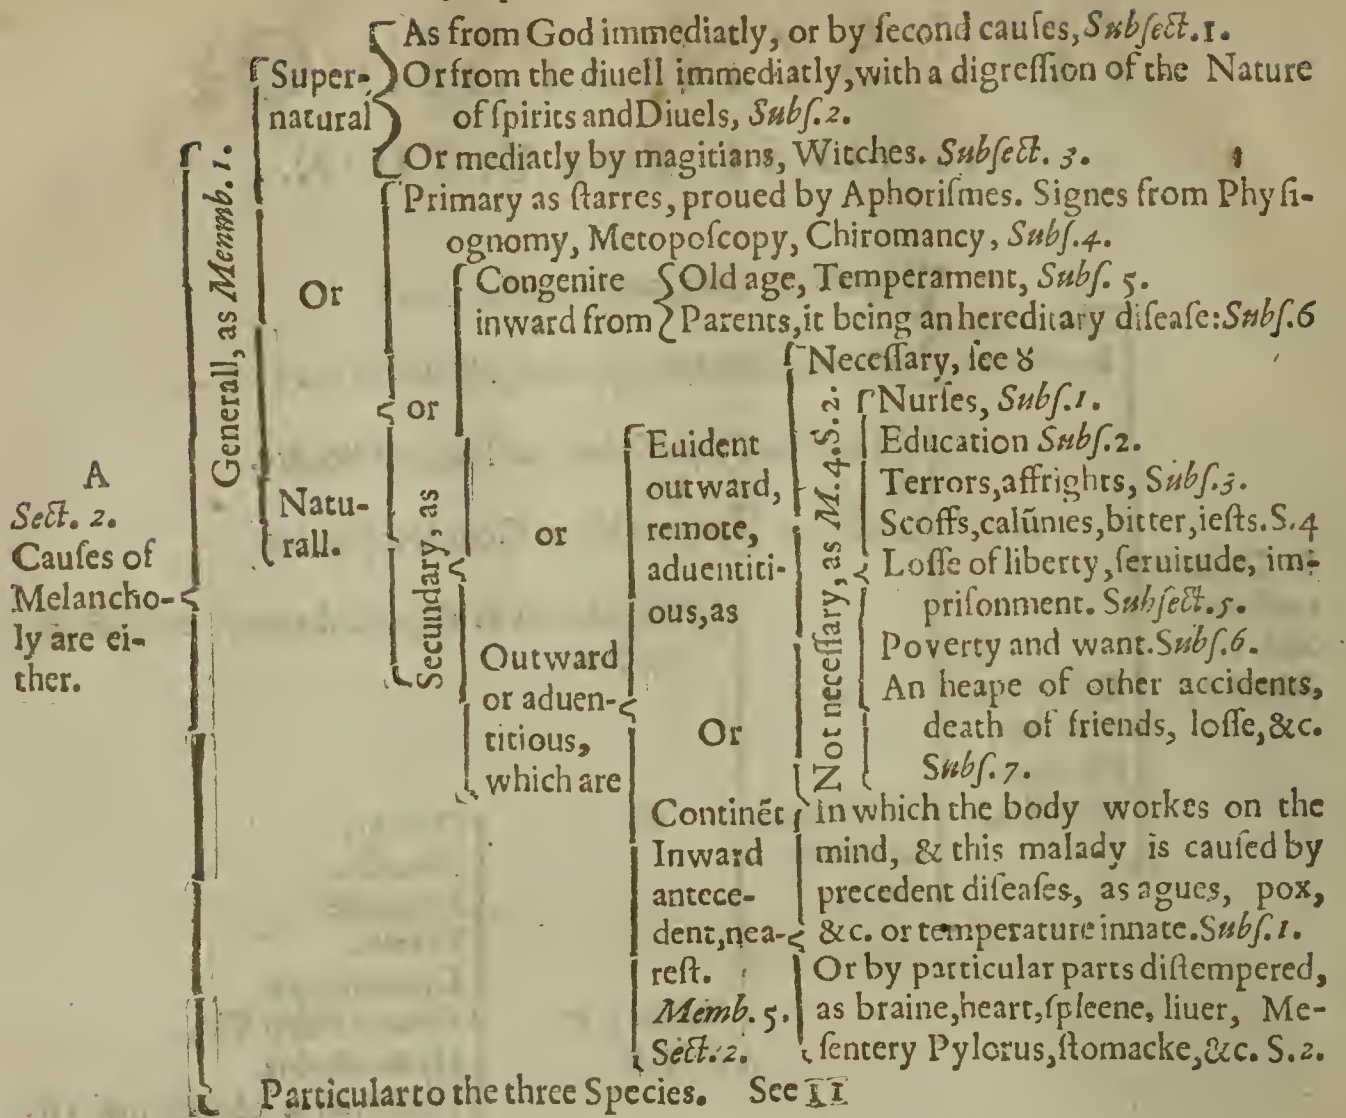 As from God immediatly, or by ſecond cauſes, Subſect.1.
Super-
natural
Or from the diuell immediatly, with a digreſſion of the Nature
of ſpirits and Diuels, Subſ.2.
Or mediatly by magitians, Witches. Subſect. 3.
Generall, as Memb. 1.
Or
Primary as ſtarres, proued by Aphoriſmes. Signes from Phyſi-
ognomy, Metopoſcopy, Chiromancy, Subſ.4.
Natu-
rall.
or
Secundary, as
Congenite
inward from
Old age, Temperament, Subſ. 5.
Parents, it being an hereditary diſeaſe: Subſ.6
or
Outward
or aduen-
titious,
which are
Euident
outward,
remote,
aduentiti-
ous, as
Neceſſary, ſee ♉
Not neceſſary, as M.4.S.2.
Nurſes, Subſ.1.
Education Subſ.2.
Terrors, affrights, Subſ.3.
Scoffs, calũnies, bitter, ieſts. S.4
Loſſe of liberty, ſeruitude, im-
priſonment. Subſect.5.
Poverty and want. Subſ.6.
An heape of other accidents,
death of friends, loſſe, &c.
Subſ. 7.
Or
Continẽt
Inward
antece-
dent, nea-
reſt.
Memb. 5.
Sect. 2.
In which the body workes on the
mind, & this malady is cauſed by
precedent diſeaſes, as agues, pox,
&c. or temperature innate. Subſ.1.
Or by particular parts diſtempered,
as braine, heart, ſpleene, liuer, Me-
ſentery Pylorus, ſtomacke, &c. S.2.
A
Sect. 2.
Cauſes of
Melancho-
ly are ei-
ther.
Particular to the three Species. See II